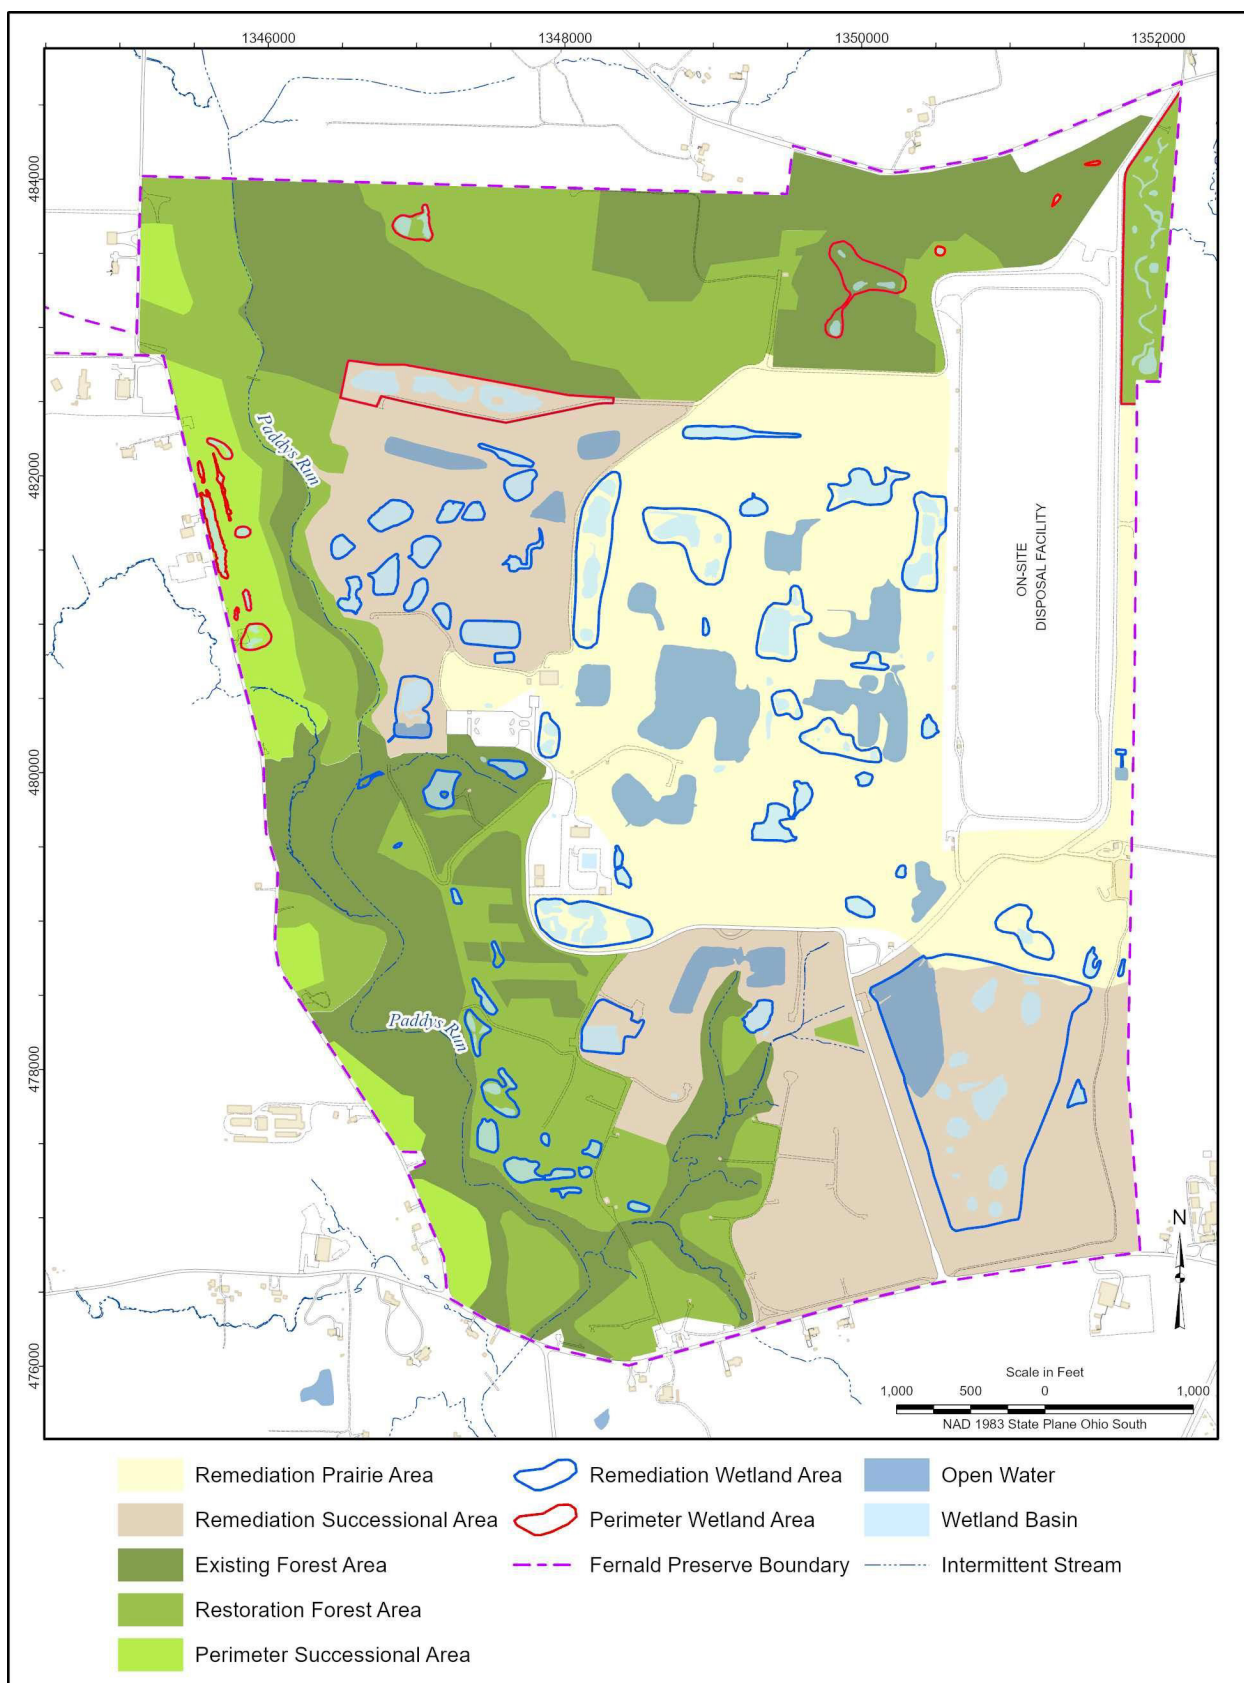 1346000 1348000 1350000 1352000
484000
482000
480000
478000
476000
Paddys Run
ON-SITE
DISPOSAL FACILITY
Paddys Run
N
Scale in Feet
1,000 500 0 1,000
NAD 1983 State Plane Ohio South
Remediation Prairie Area
Remediation Wetland Area
Open Water
Remediation Successional Area
Perimeter Wetland Area
Wetland Basin
Existing Forest Area
Fernald Preserve Boundary
Intermittent Stream
Restoration Forest Area
Perimeter Successional Area